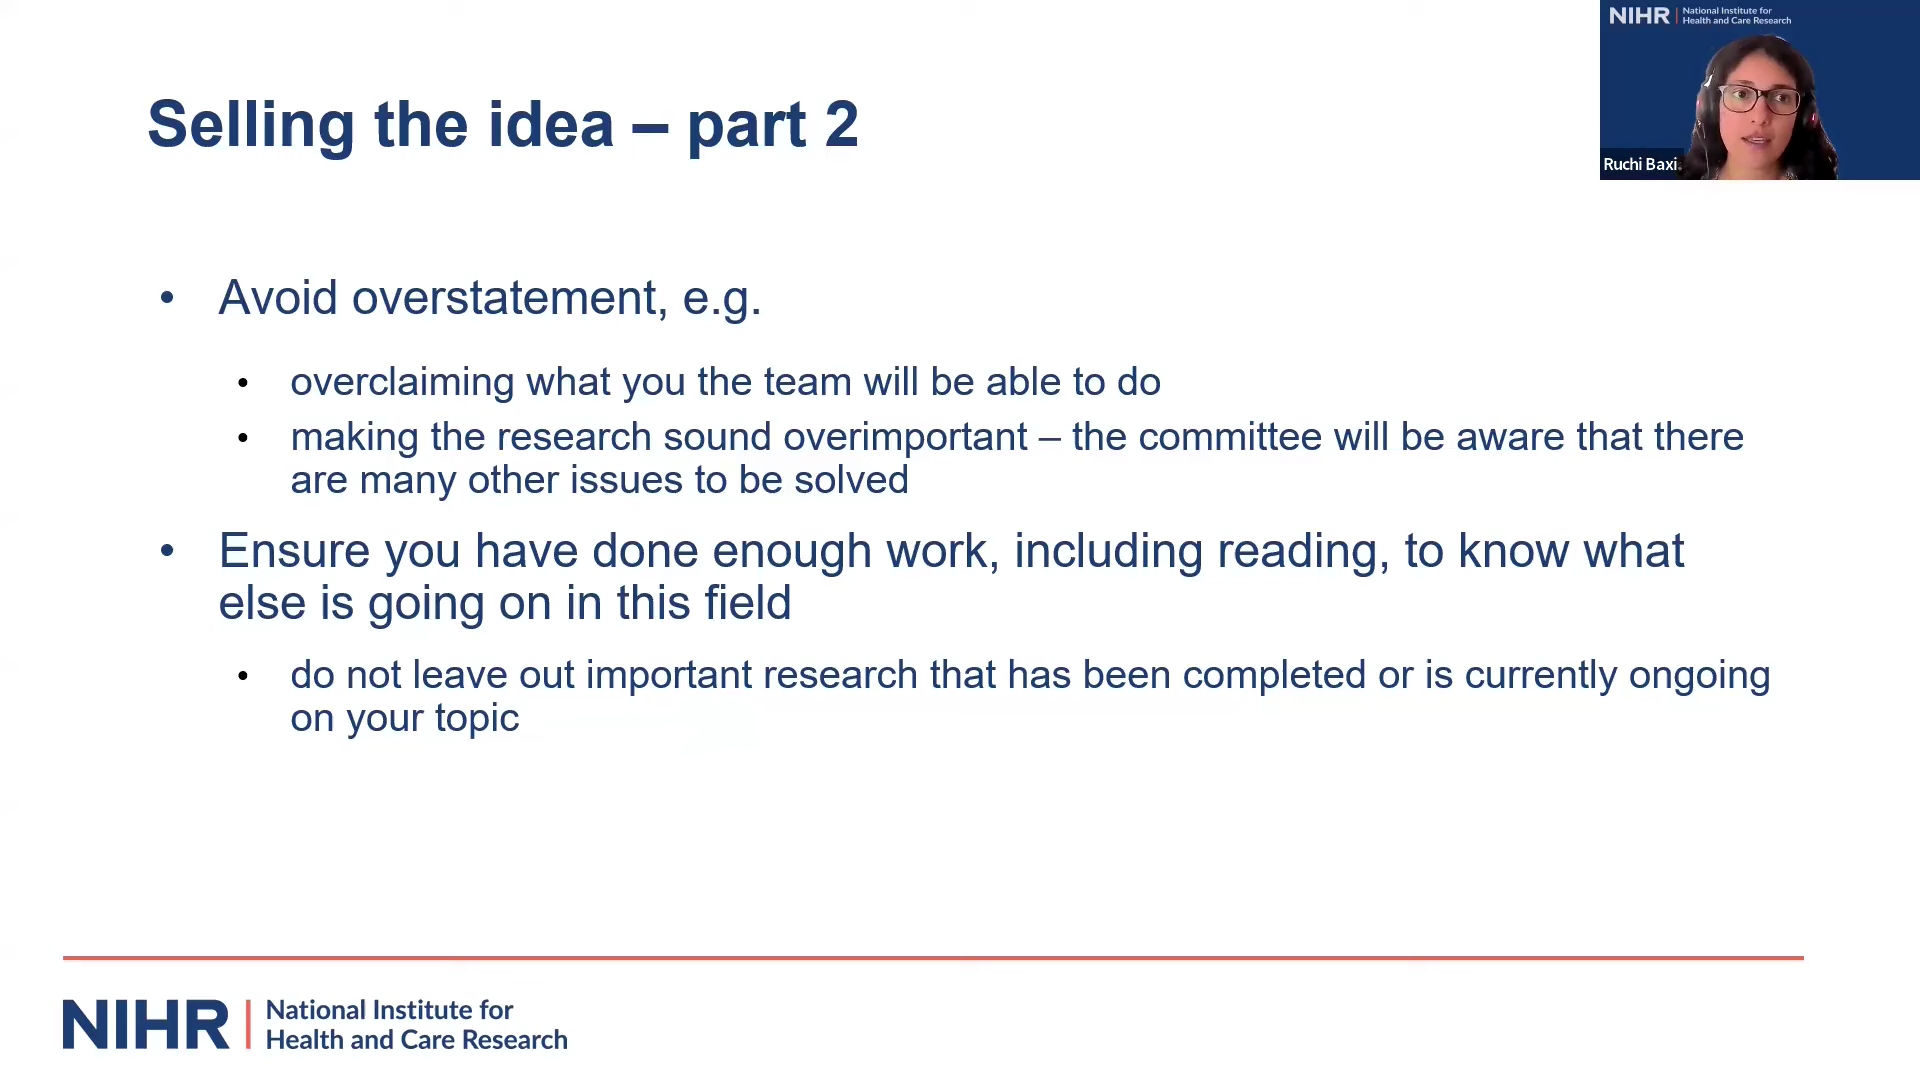 NIHR | National Institute for
Health and Care Research
Selling the idea – part 2
Ruchi Baxi
• Avoid overstatement, e.g.
• overclaiming what you the team will be able to do
• making the research sound overimportant – the committee will be aware that there
are many other issues to be solved
• Ensure you have done enough work, including reading, to know what
else is going on in this field
• do not leave out important research that has been completed or is currently ongoing
on your topic
NIHR | National Institute for
Health and Care Research